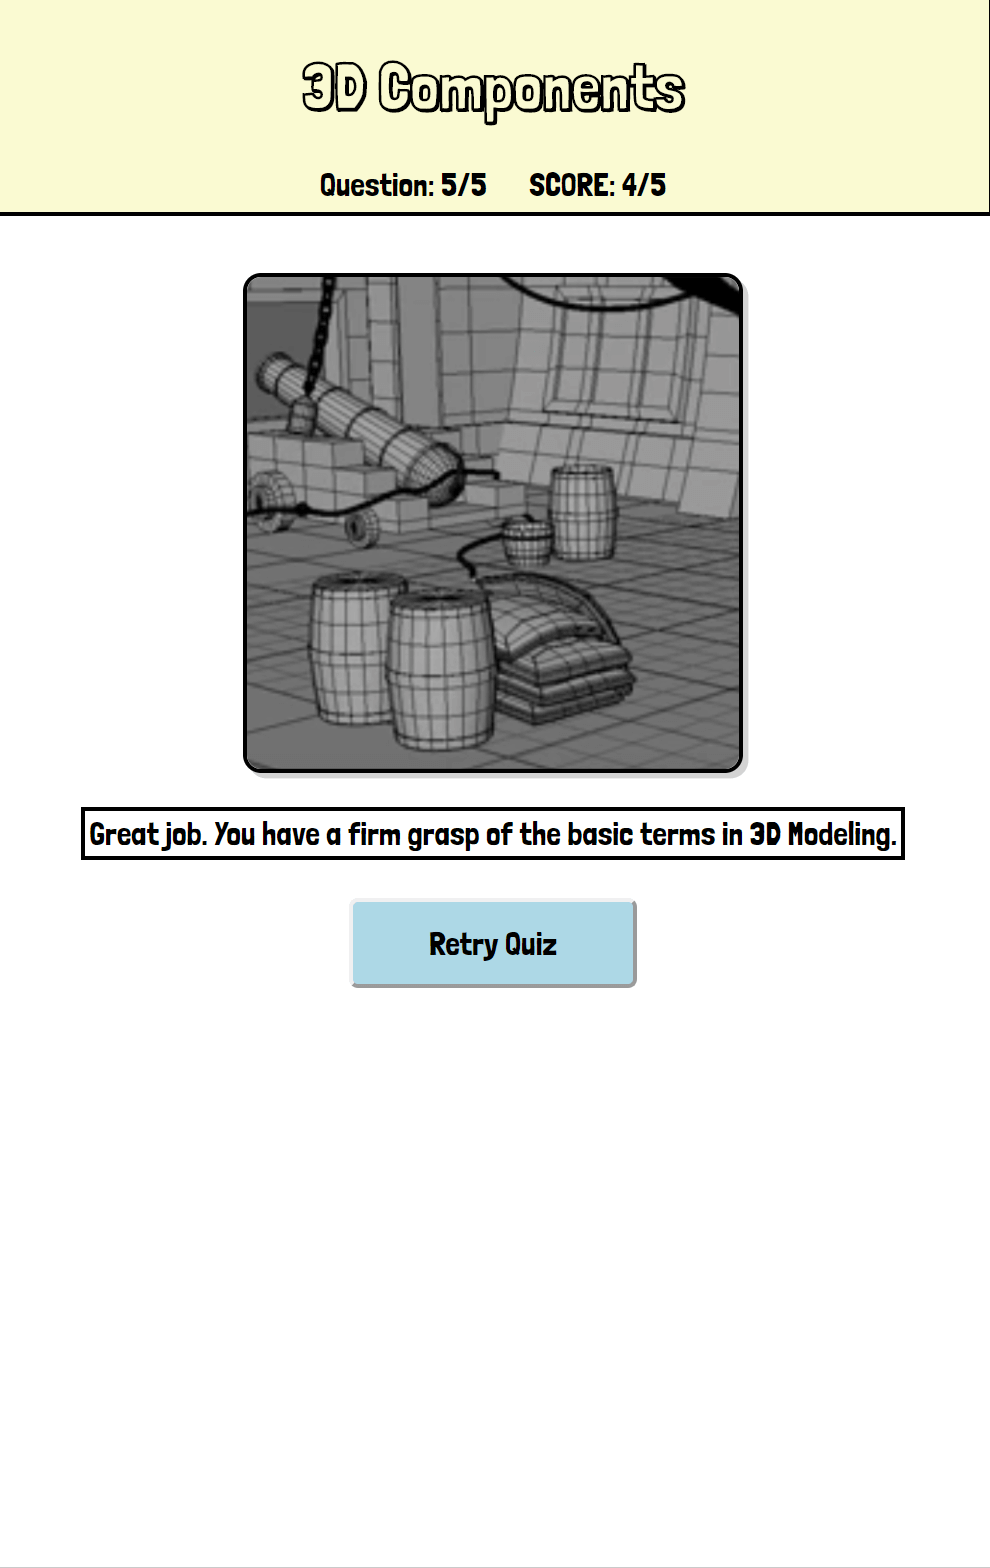 3D Components
Question: 5/5 SCORE: 4/5
Great job. You have a firm grasp of the basic terms in 3D Modeling.
Retry Quiz